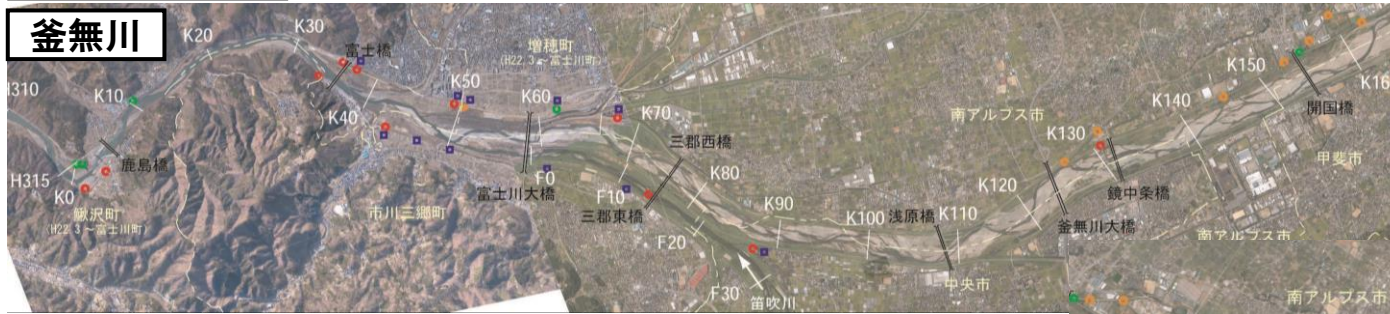 釜無川
H310
K10
K20
K30
富士橋
K40
K50
増穂町
(H22.3～富士川町)
K60
K70
三郡西橋
K80
K90
K100
浅原橋
K110
K120
南アルプス市
K130
K140
K150
K16
開国橋
甲斐市
鏡中条橋
釜無川大橋
南アルプス市
H315
K0
鹿島橋
鰍沢町
(H22.3～富士川町)
市川三郷町
富士川大橋
F0
F10
三郡東橋
F20
F30
笛吹川
中央市
南アルプス市